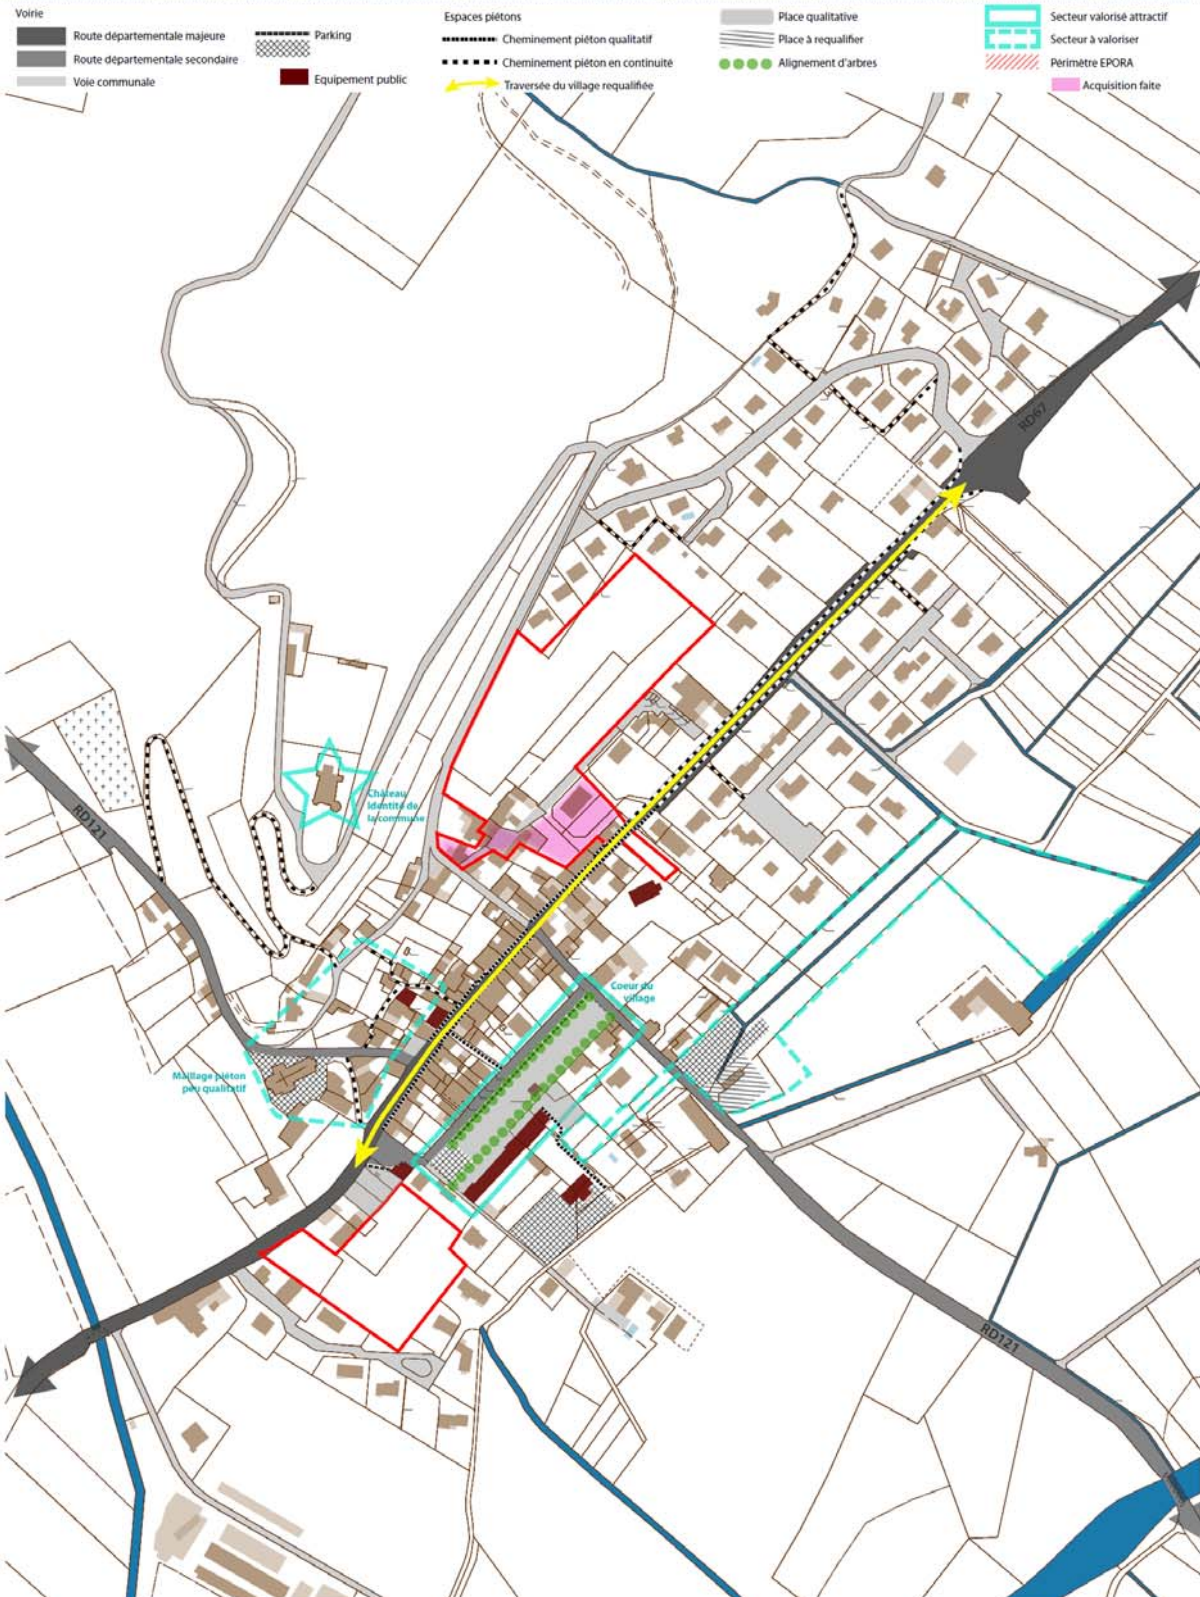 Voirie
Route départementale majeure
Route départementale secondaire
Voie communale
Parking
Equipement public
Espaces piétons
Cheminement piéton qualitatif
Cheminement piéton en continuité
Traversée du village requalifiée
Place qualitative
Place à requalifier
Alignement d'arbres
Secteur valorisé attractif
Secteur à valoriser
Périmètre EPORA
Acquisition faite
RD67
RD121
Château
identité de
la commune
Coeur du
village
Maillage piéton
peu qualitatif
RD121